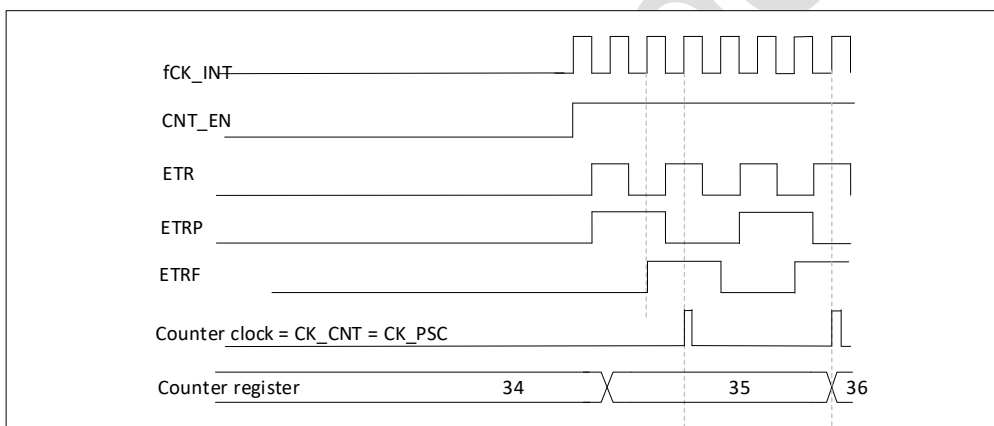 fCK_INT
CNT_EN
ETR
ETRP
ETRF
Counter clock = CK_CNT = CK_PSC
Counter register 34 35 36